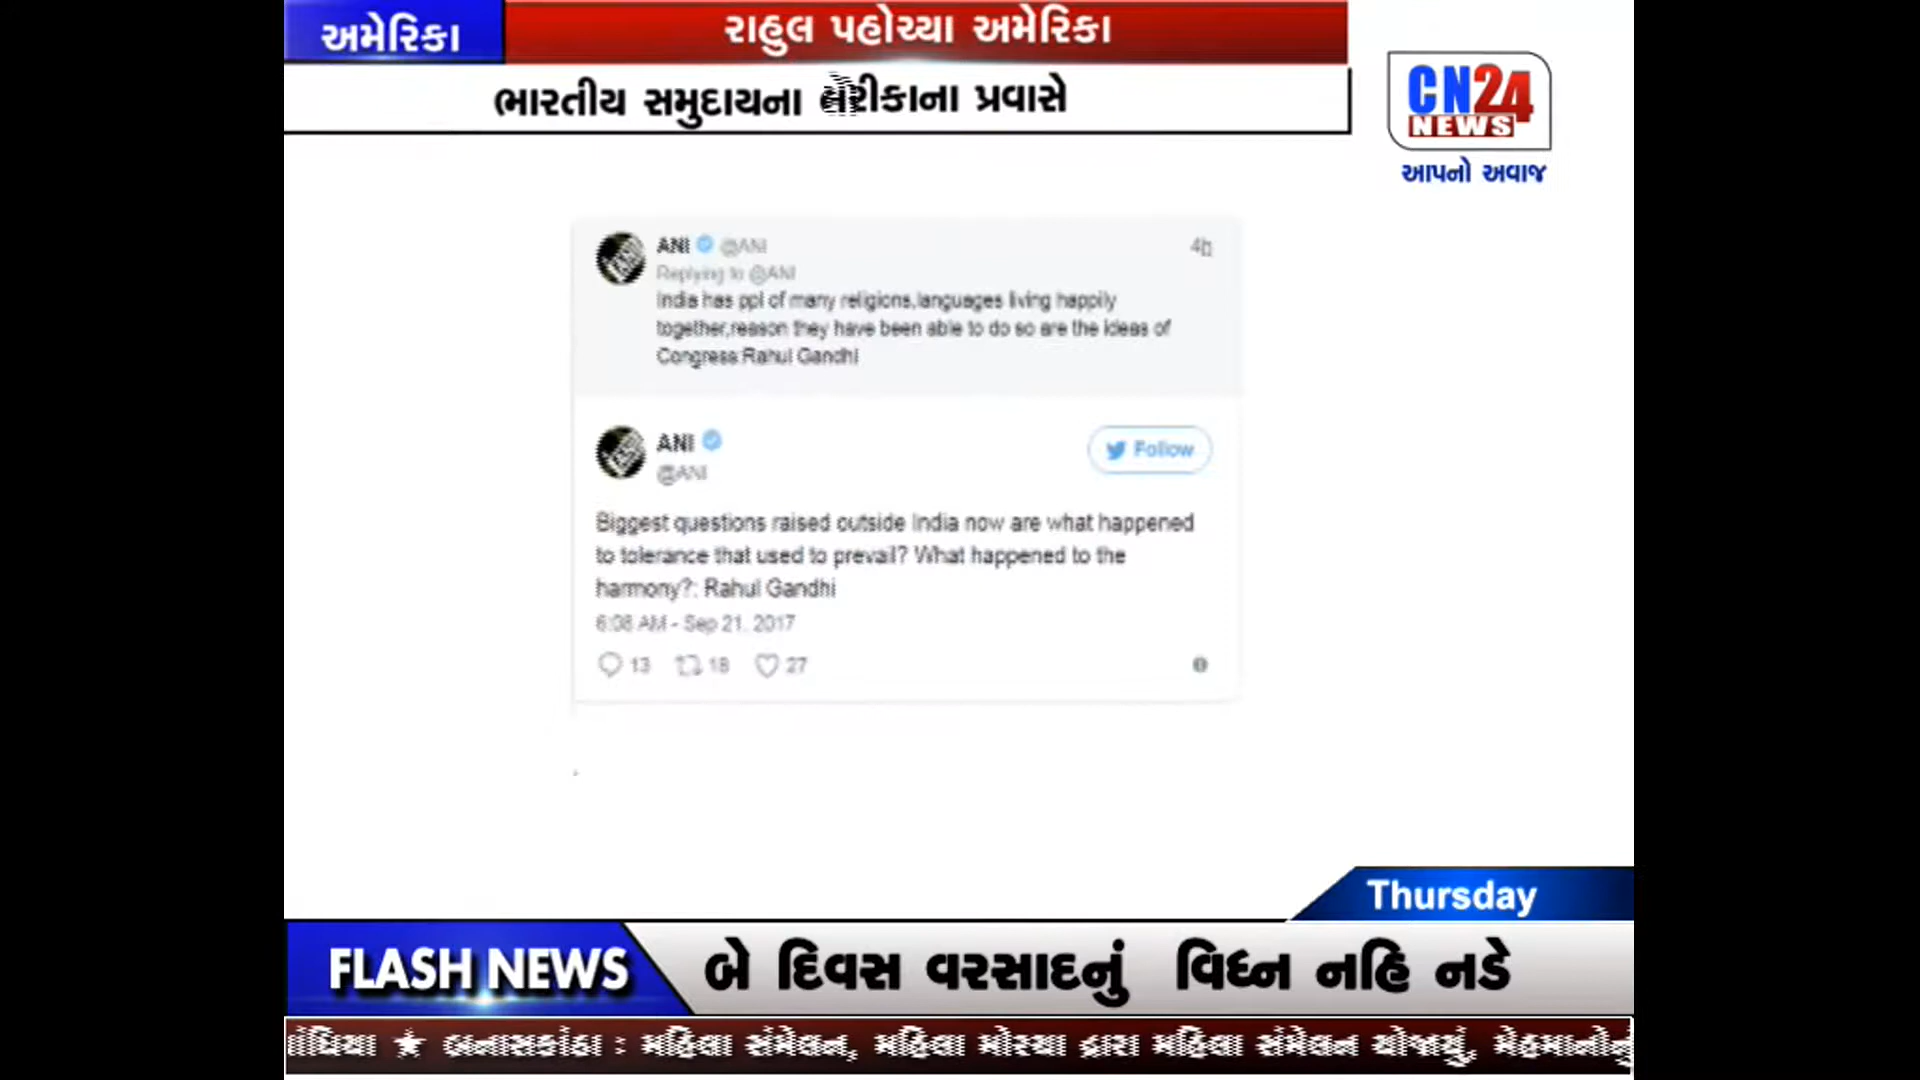 અમેરિકા
રાહુલ પહોચ્યા અમેરિકા
ભારતીય સમુદાયના પ્રવાસે
CN24
NEWS
આપનો અવાજ
ANI @ANI 4h
Replying to @ANI
India has ppl of many religions,languages living happily
together,reason they have been able to do so are the ideas of
Congress:Rahul Gandhi
ANI
@ANI
Follow
Biggest questions raised outside India now are what happened
to tolerance that used to prevail? What happened to the
harmony?: Rahul Gandhi
6:08 AM - Sep 21, 2017
13 18 27
Thursday
FLASH NEWS
બે દિવસ વરસાદનું વિઘ્ન નહિ નડે
બનાસકાંઠા : મહિલા સંમેલન, મહિલા મોરચા દ્વારા મહિલા સંમેલન યોજાયું, મેહમાનોનું